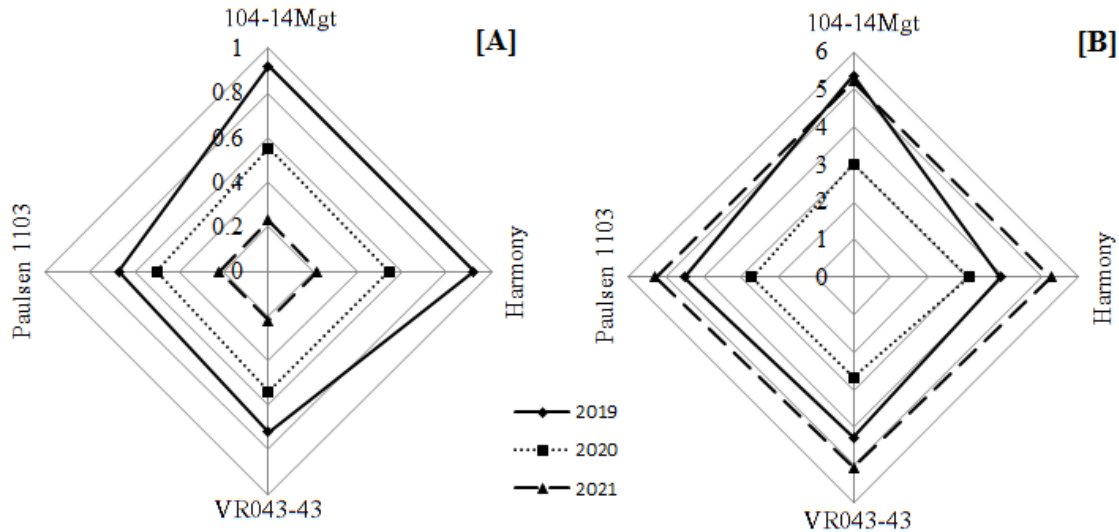 104-14Mgt
[A]
1
0.8
0.6
0.4
0.2
0
Paulsen 1103
Harmony
VR043-43
2019
2020
2021
104-14Mgt
[B]
6
5
4
3
2
1
0
Paulsen 1103
Harmony
VR043-43